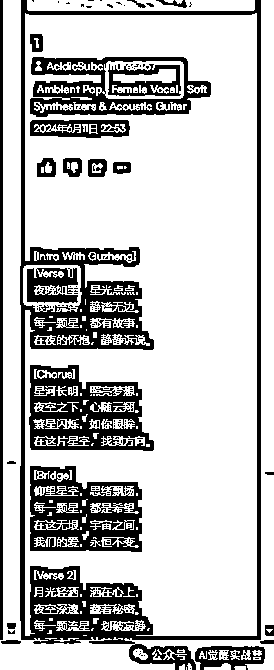 1
AcidicSubcultures467
Ambient Pop, Female Vocal, Soft
Synthesizers & Acoustic Guitar
2024年6月11日 22:53
[Intro With Guzheng]
[Verse 1]
夜晚如墨，星光点点，
银河流转，静谧无边。
每一颗星，都有故事，
在夜的怀抱，静静诉说。
[Chorus]
星河长明，照亮梦想，
夜空之下，心随云翔。
繁星闪烁，如你眼眸，
在这片星空，找到方向。
[Bridge]
仰望星空，思绪飘扬，
每一颗星，都是希望。
在这无垠，宇宙之间，
我们的爱，永恒不变。
[Verse 2]
月光轻洒，洒在心上，
夜空深邃，藏着秘密。
每一颗流星，划破寂静，
公众号 AI觉醒实战营